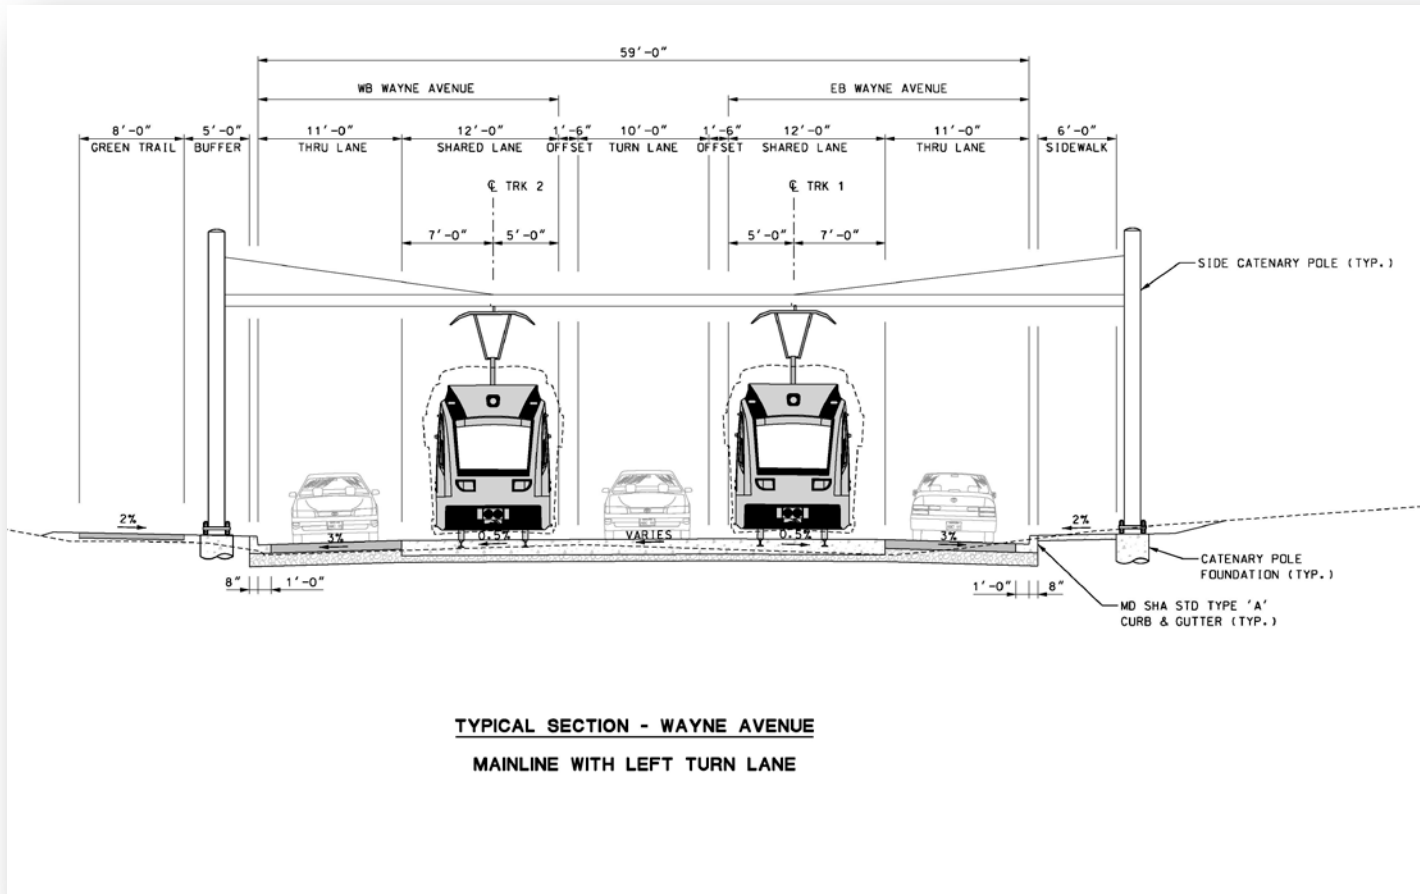 59'-0"
WB WAYNE AVENUE
EB WAYNE AVENUE
8'-0" 5'-0" 11'-0" 12'-0" 1'-6" 10'-0" 1'-6" 12'-0" 11'-0" 6'-0"
GREEN TRAIL BUFFER THRU LANE SHARED LANE OFFSET TURN LANE OFFSET SHARED LANE THRU LANE SIDEWALK
℄ TRK 2 ℄ TRK 1
7'-0" 5'-0" 5'-0" 7'-0"
SIDE CATENARY POLE (TYP.)
2% 3% 0.5% VARIES 0.5% 3% 2%
CATENARY POLE
FOUNDATION (TYP.)
8" 1'-0" 1'-0" 8"
MD SHA STD TYPE 'A'
CURB & GUTTER (TYP.)
TYPICAL SECTION - WAYNE AVENUE
MAINLINE WITH LEFT TURN LANE